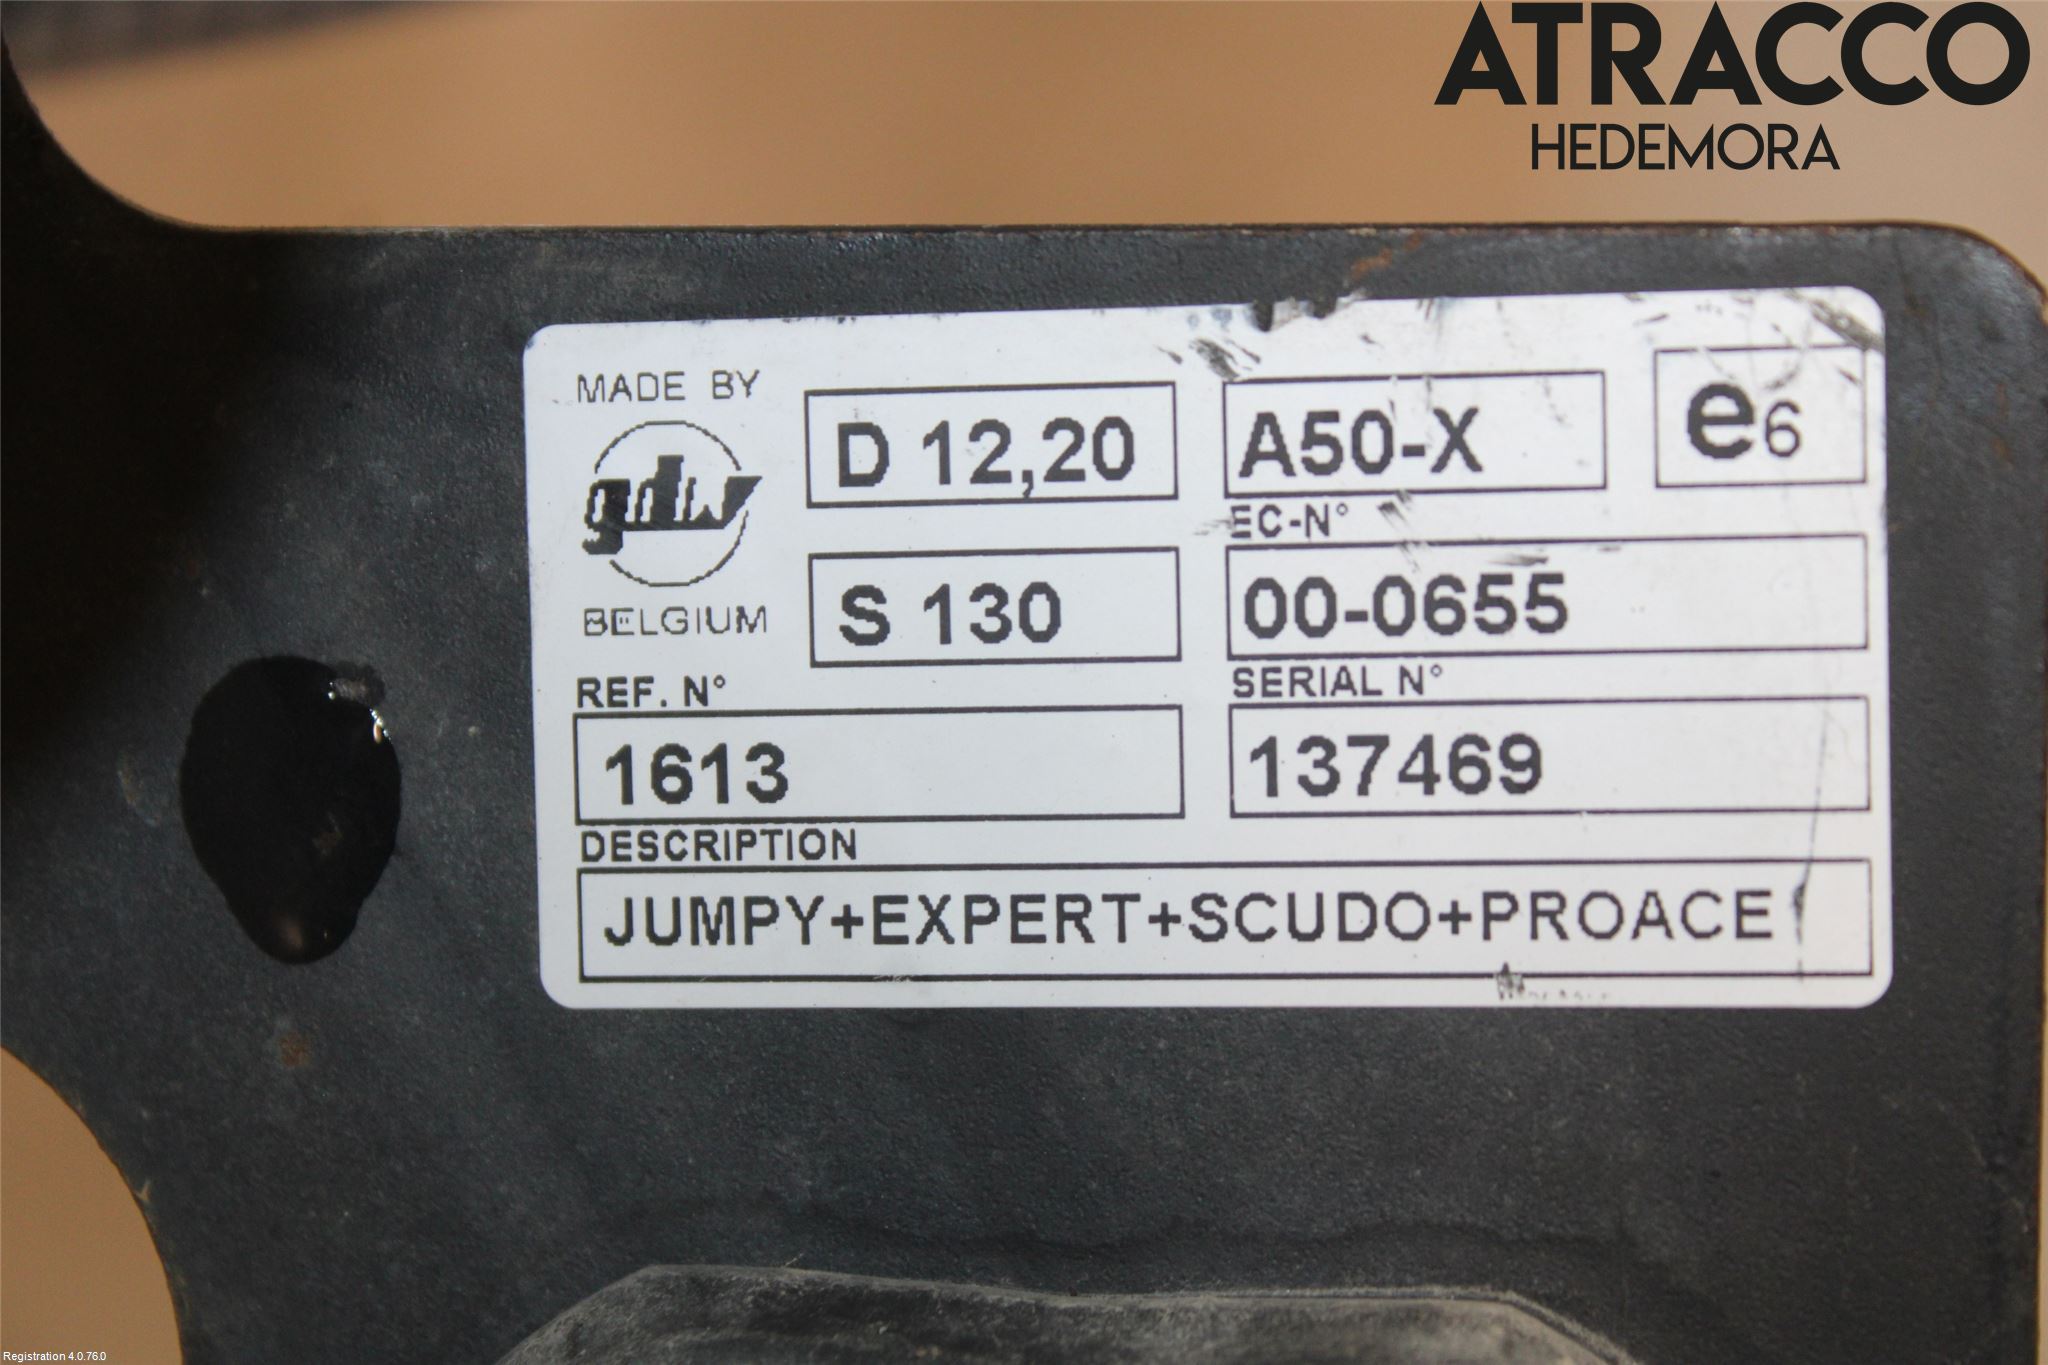 ATRACCO
HEDEMORA
MADE BY
gdw
BELGIUM
D 12,20
A50-X
e6
EC-N°
S 130
00-0655
REF. N°
SERIAL N°
1613
137469
DESCRIPTION
JUMPY+EXPERT+SCUDO+PROACE
Registration 4.0.76.0